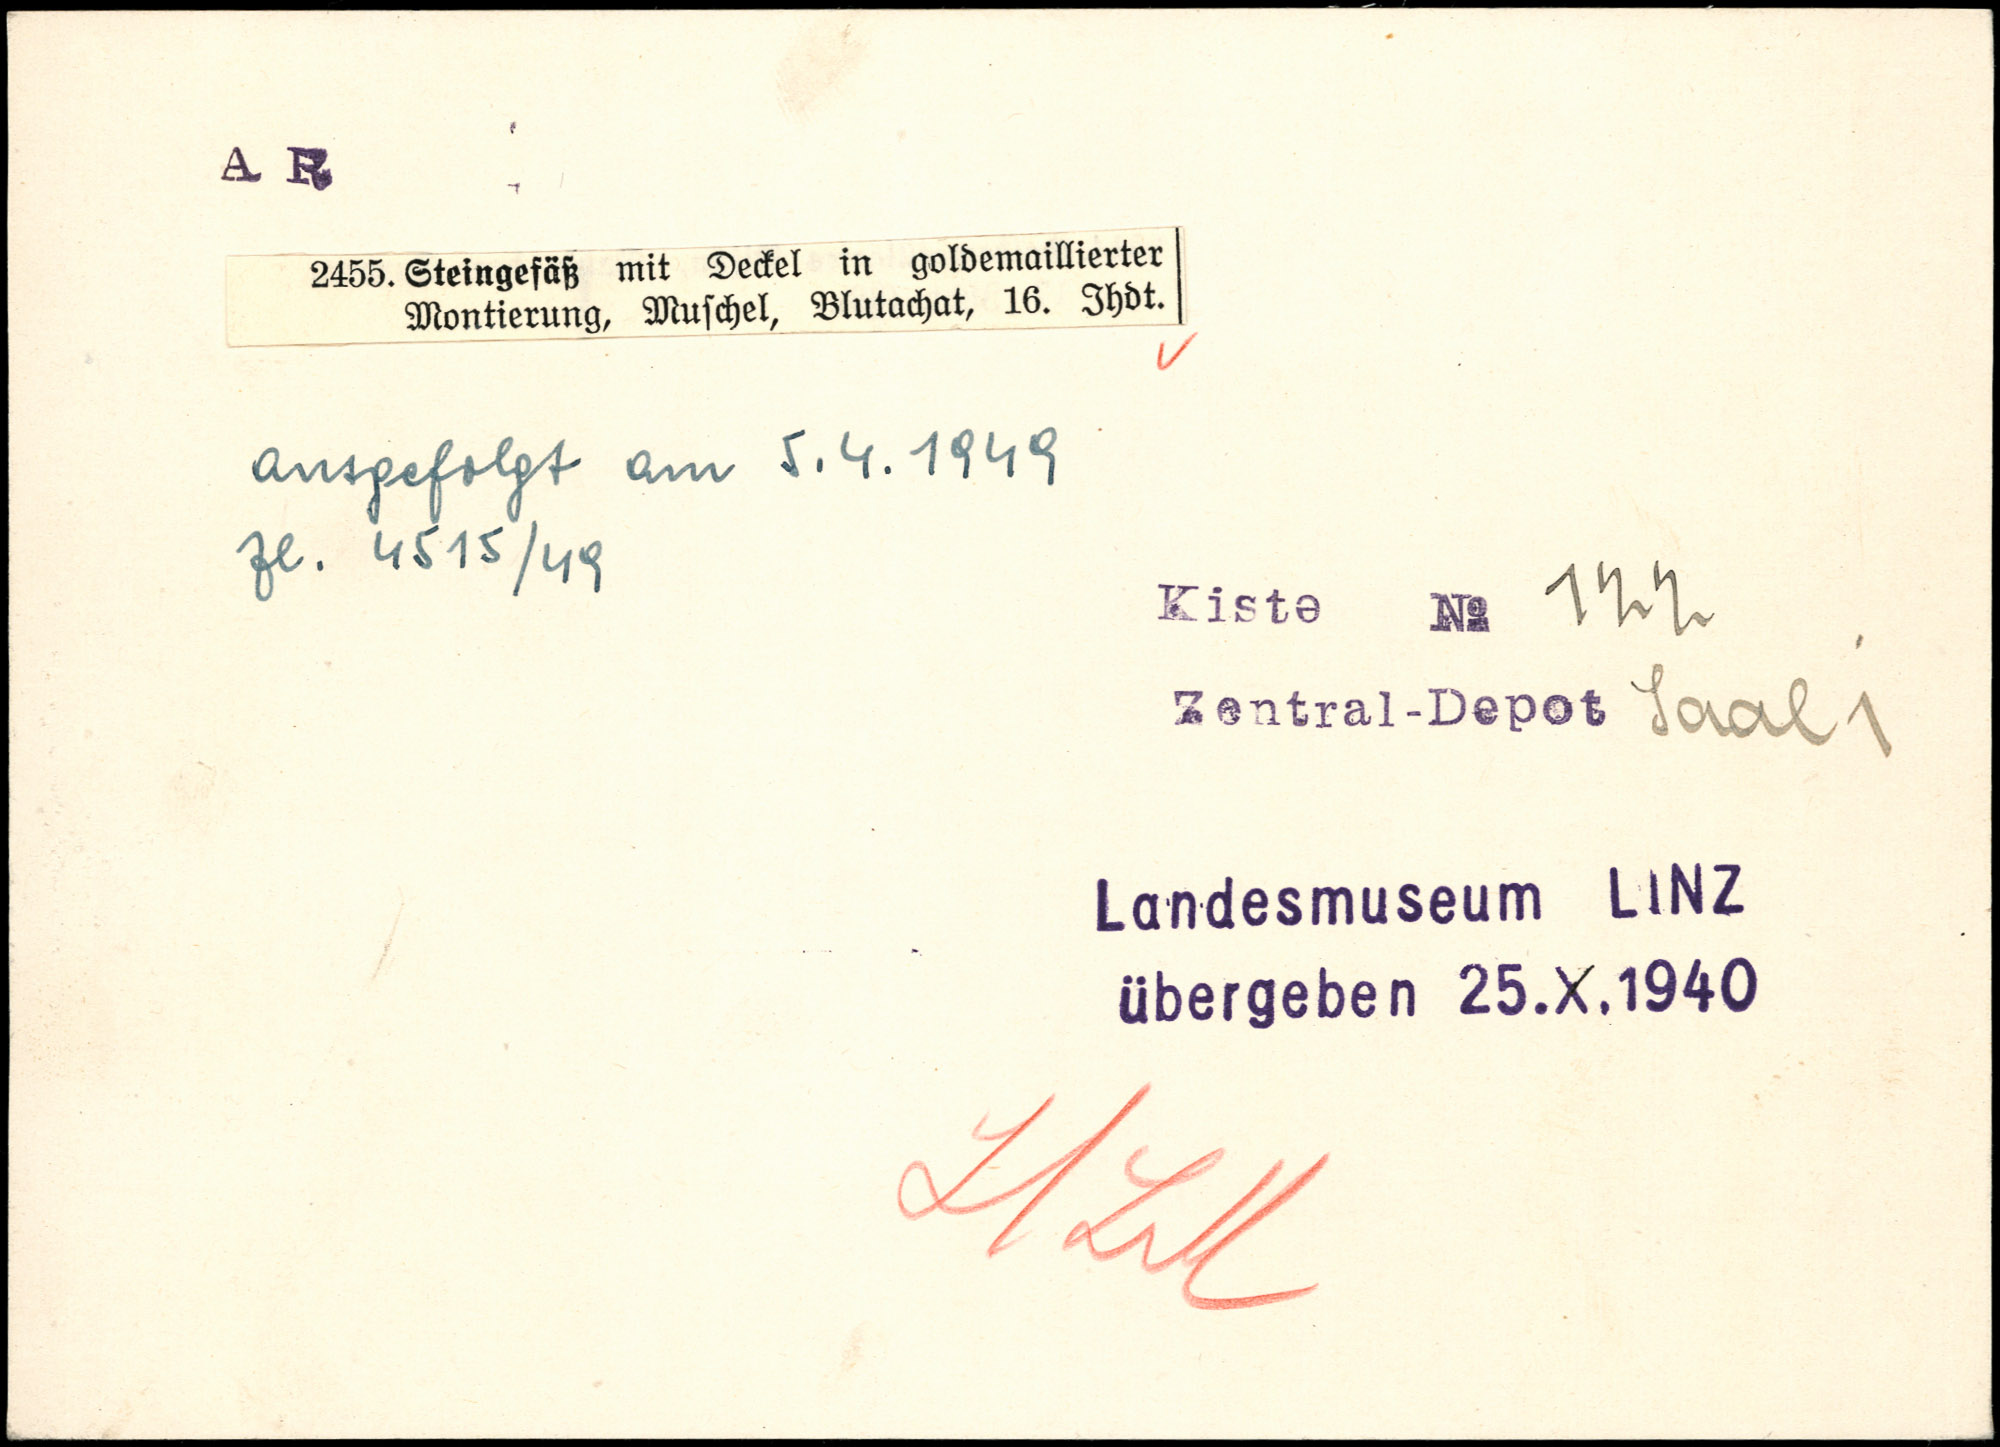 A R
2455. Steingefäß mit Deckel in goldemaillierter
Montierung, Muschel, Blutachat, 16. Jhdt.
ausgefolgt am 5.4.1949
Zl. 4515/49
Kiste № 122
Zentral-Depot Saal 1
Landesmuseum LINZ
übergeben 25.X.1940